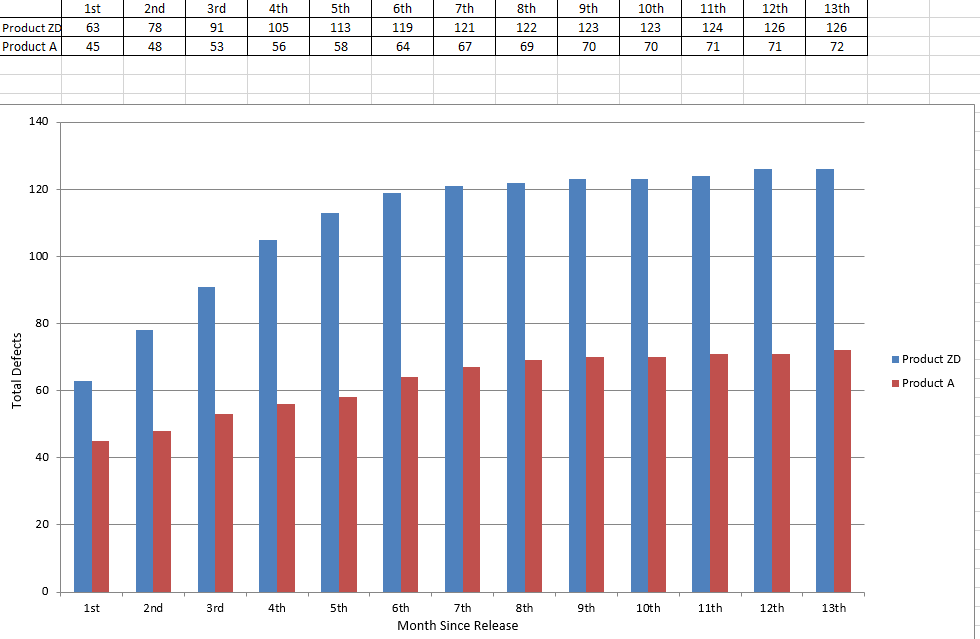 1st 2nd 3rd 4th 5th 6th 7th 8th 9th 10th 11th 12th 13th
Product ZD 63 78 91 105 113 119 121 122 123 123 124 126 126
Product A 45 48 53 56 58 64 67 69 70 70 71 71 72
140
120
100
80
60
40
20
0
Total Defects
1st 2nd 3rd 4th 5th 6th 7th 8th 9th 10th 11th 12th 13th
Month Since Release
Product ZD
Product A